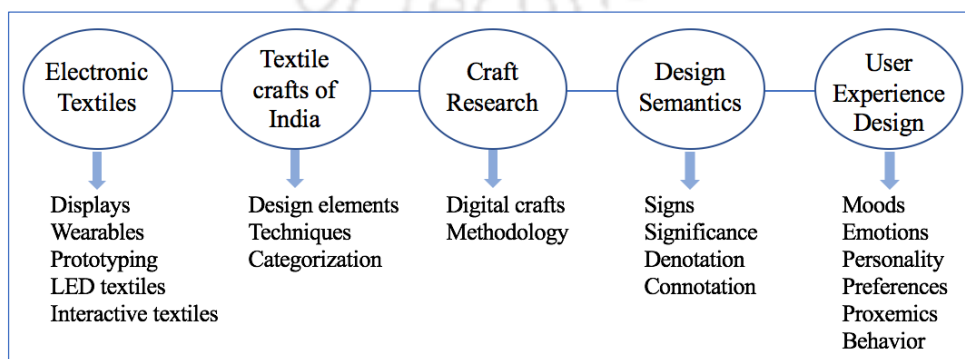 Electronic
Textiles
Textile
crafts of
India
Craft
Research
Design
Semantics
User
Experience
Design
Displays
Wearables
Prototyping
LED textiles
Interactive textiles
Design elements
Techniques
Categorization
Digital crafts
Methodology
Signs
Significance
Denotation
Connotation
Moods
Emotions
Personality
Preferences
Proxemics
Behavior